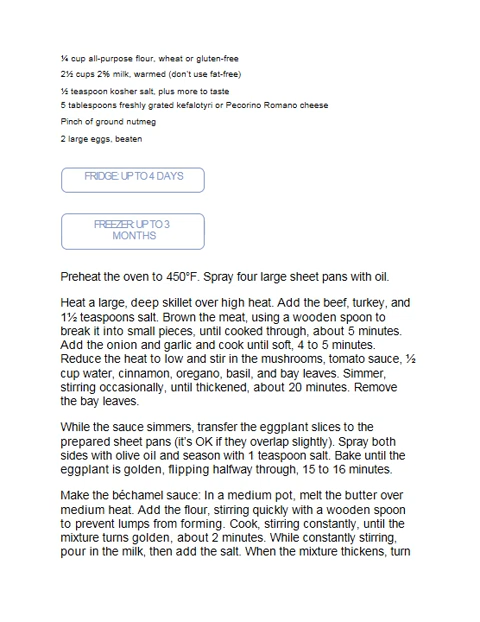 ¼ cup all-purpose flour, wheat or gluten-free
2½ cups 2% milk, warmed (don't use fat-free)
½ teaspoon kosher salt, plus more to taste
5 tablespoons freshly grated kefalotyri or Pecorino Romano cheese
Pinch of ground nutmeg
2 large eggs, beaten
FRIDGE: UP TO 4 DAYS
FREEZER: UP TO 3
MONTHS
Preheat the oven to 450°F. Spray four large sheet pans with oil.
Heat a large, deep skillet over high heat. Add the beef, turkey, and
1½ teaspoons salt. Brown the meat, using a wooden spoon to
break it into small pieces, until cooked through, about 5 minutes.
Add the onion and garlic and cook until soft, 4 to 5 minutes.
Reduce the heat to low and stir in the mushrooms, tomato sauce, ½
cup water, cinnamon, oregano, basil, and bay leaves. Simmer,
stirring occasionally, until thickened, about 20 minutes. Remove
the bay leaves.
While the sauce simmers, transfer the eggplant slices to the
prepared sheet pans (it's OK if they overlap slightly). Spray both
sides with olive oil and season with 1 teaspoon salt. Bake until the
eggplant is golden, flipping halfway through, 15 to 16 minutes.
Make the béchamel sauce: In a medium pot, melt the butter over
medium heat. Add the flour, stirring quickly with a wooden spoon
to prevent lumps from forming. Cook, stirring constantly, until the
mixture turns golden, about 2 minutes. While constantly stirring,
pour in the milk, then add the salt. When the mixture thickens, turn